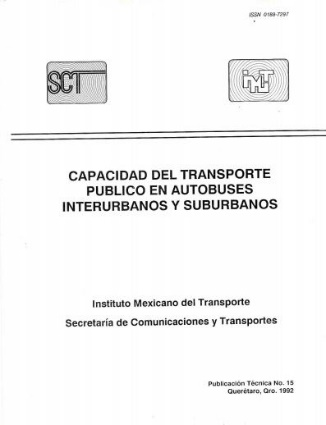 ISSN 0188-7297
SCT
iMT
CAPACIDAD DEL TRANSPORTE
PUBLICO EN AUTOBUSES
INTERURBANOS Y SUBURBANOS
Instituto Mexicano del Transporte
Secretaría de Comunicaciones y Transportes
Publicación Técnica No. 15
Querétaro, Qro. 1992